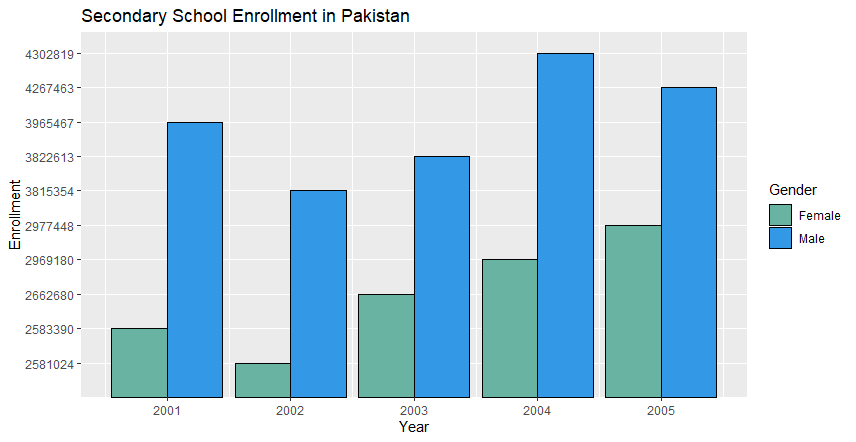 Secondary School Enrollment in Pakistan
4302819
4267463
3965467
3822613
3815354
2977448
2969180
2662680
2583390
2581024
Enrollment
2001 2002 2003 2004 2005
Year
Gender
Female
Male